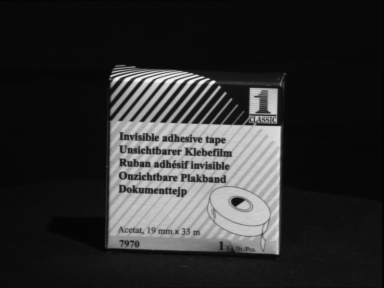 1
CLASSIC
Invisible adhesive tape
Unsichtbarer Klebefilm
Ruban adhésif invisible
Onzichtbare Plakband
Dokumenttejp
Acetat, 19 mm x 33 m
7970
1